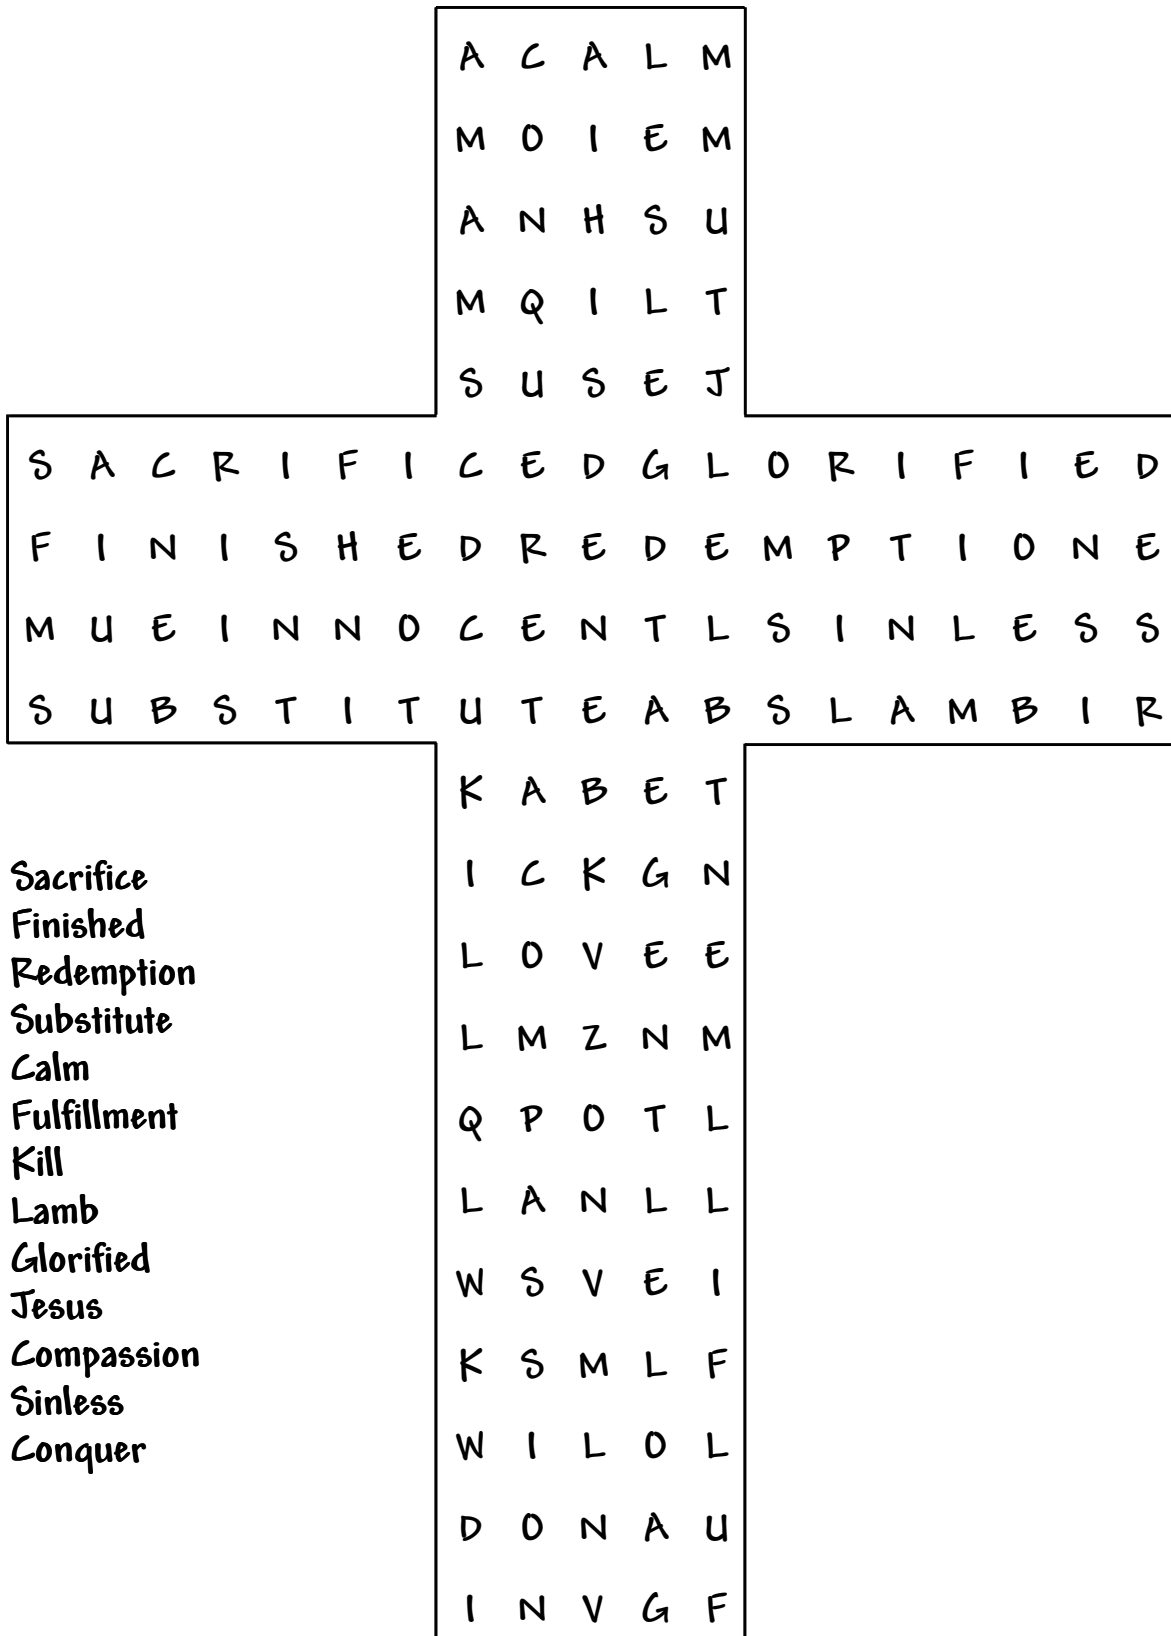 A C A L M
M O I E M
A N H S U
M Q I L T
S U S E J
S A C R I F I C E D G L O R I F I E D
F I N I S H E D R E D E M P T I O N E
M U E I N N O C E N T L S I N L E S S
S U B S T I T U T E A B S L A M B I R
K A B E T
I C K G N
L O V E E
L M Z N M
Q P O T L
L A N L L
W S V E I
K S M L F
W I L O L
D O N A U
I N V G F
Sacrifice
Finished
Redemption
Substitute
Calm
Fulfillment
Kill
Lamb
Glorified
Jesus
Compassion
Sinless
Conquer